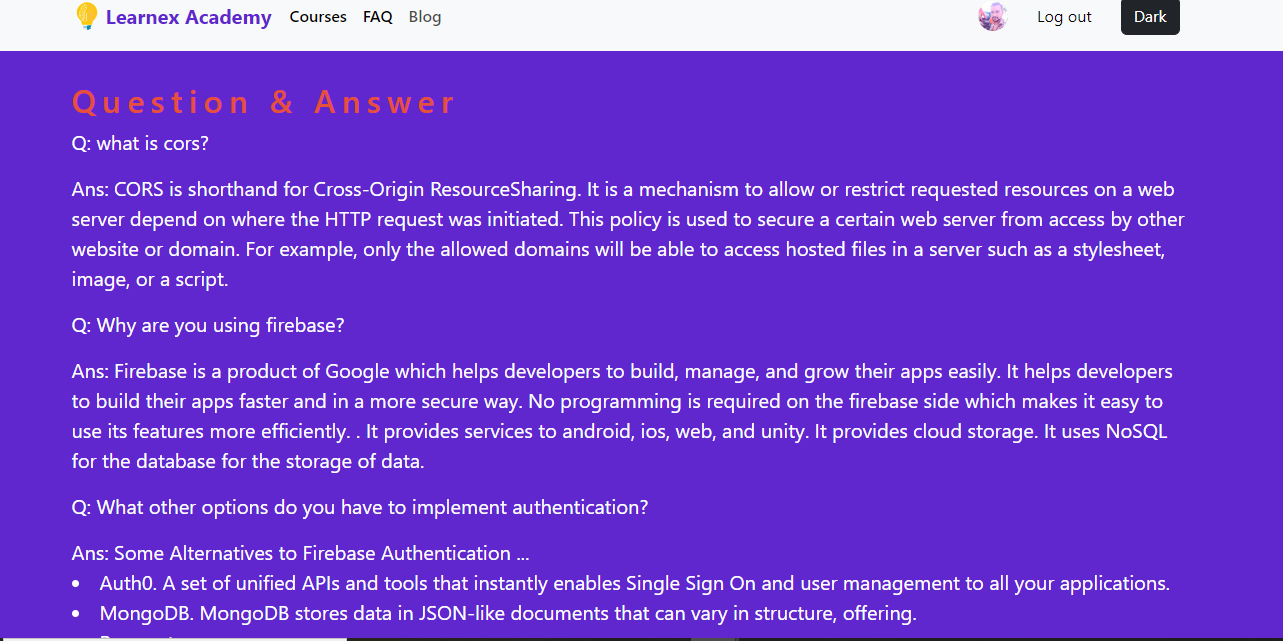 Learnex Academy Courses FAQ Blog Log out Dark
Question & Answer
Q: what is cors?
Ans: CORS is shorthand for Cross-Origin ResourceSharing. It is a mechanism to allow or restrict requested resources on a web
server depend on where the HTTP request was initiated. This policy is used to secure a certain web server from access by other
website or domain. For example, only the allowed domains will be able to access hosted files in a server such as a stylesheet,
image, or a script.
Q: Why are you using firebase?
Ans: Firebase is a product of Google which helps developers to build, manage, and grow their apps easily. It helps developers
to build their apps faster and in a more secure way. No programming is required on the firebase side which makes it easy to
use its features more efficiently. . It provides services to android, ios, web, and unity. It provides cloud storage. It uses NoSQL
for the database for the storage of data.
Q: What other options do you have to implement authentication?
Ans: Some Alternatives to Firebase Authentication ...
• Auth0. A set of unified APIs and tools that instantly enables Single Sign On and user management to all your applications.
• MongoDB. MongoDB stores data in JSON-like documents that can vary in structure, offering.